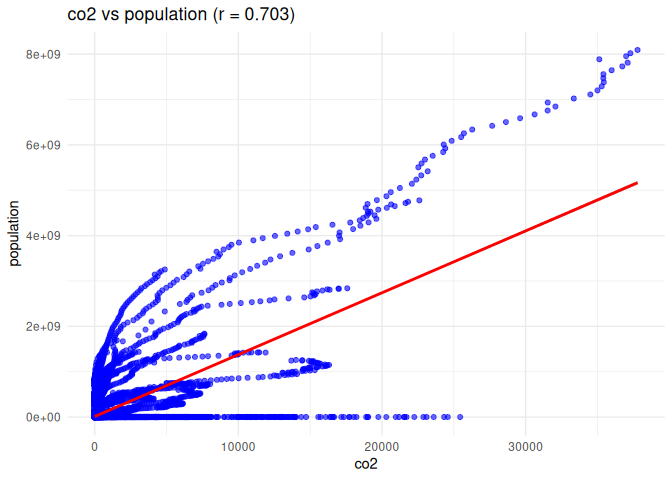 co2 vs population (r = 0.703)
8e+09
6e+09
4e+09
2e+09
0e+00
population
0 10000 20000 30000
co2